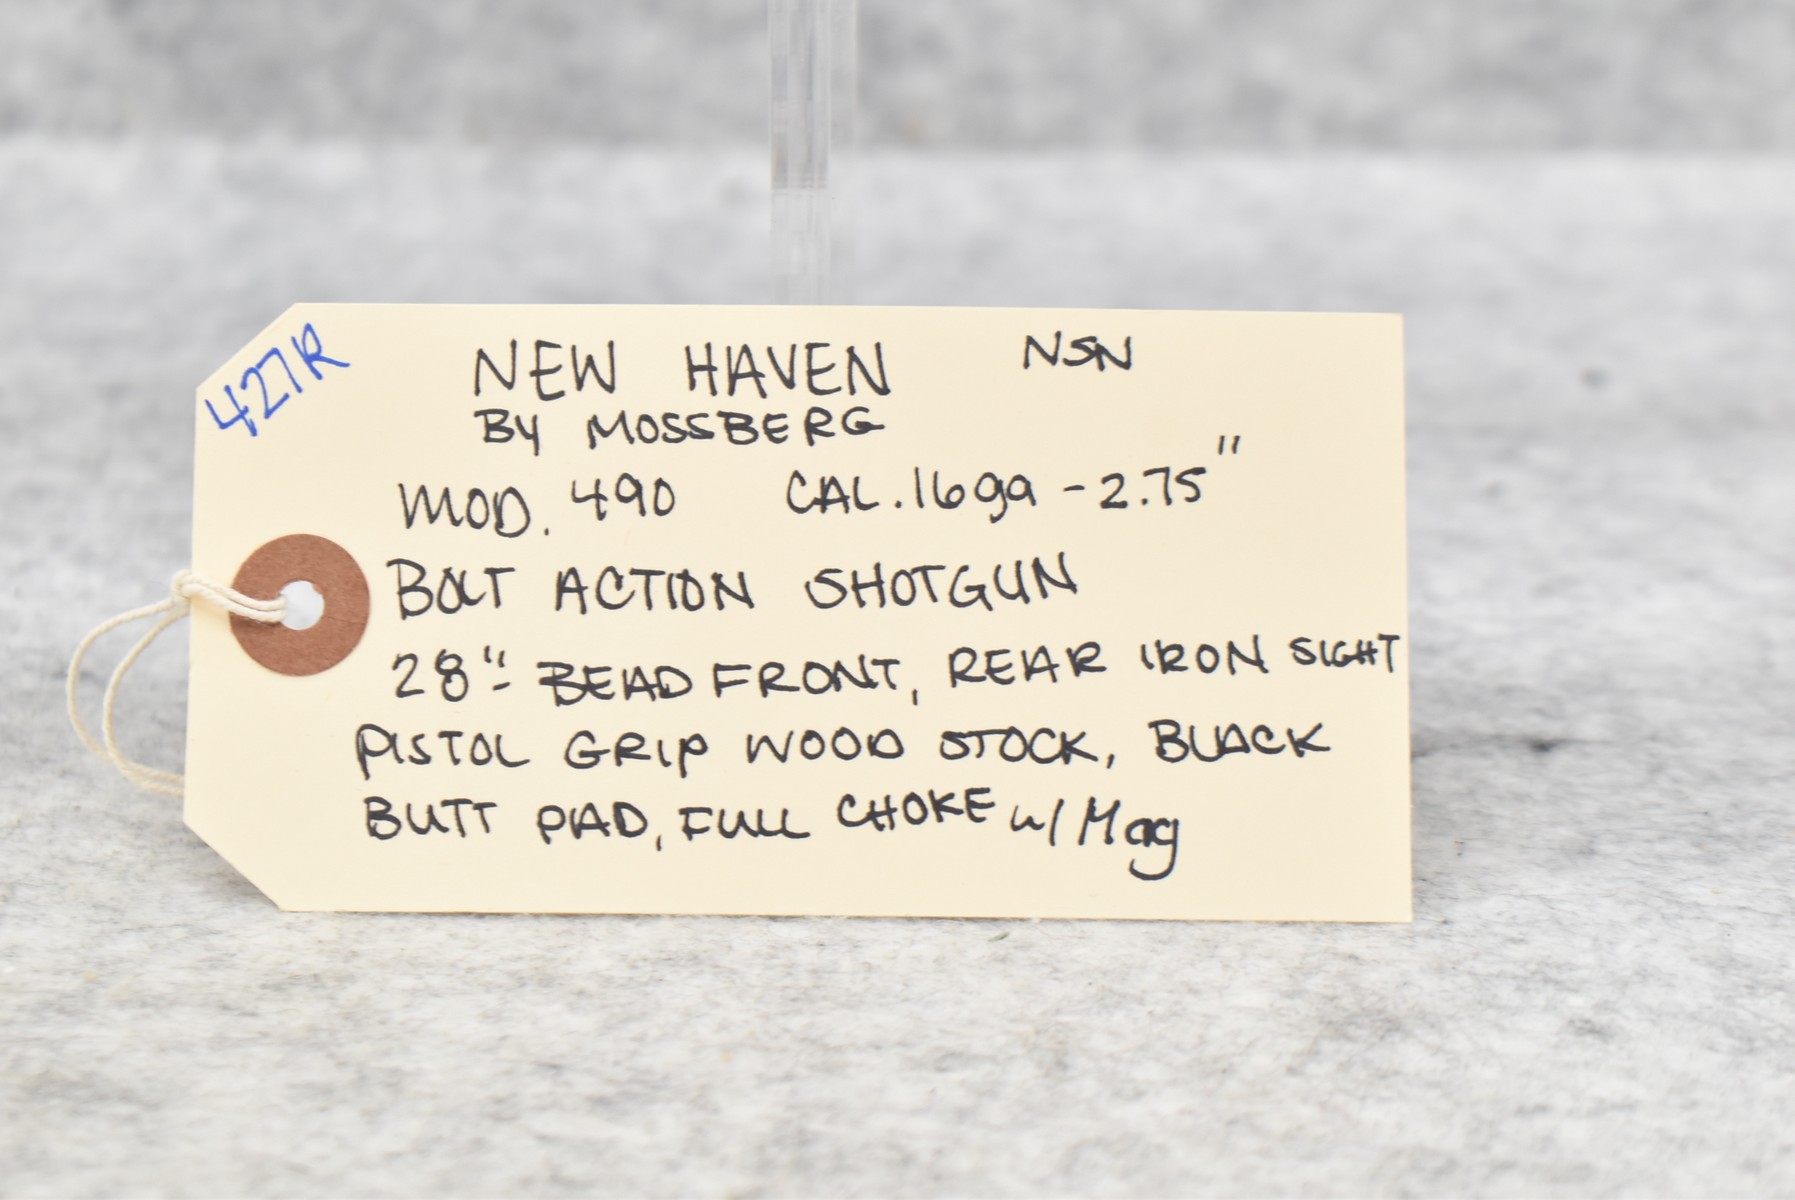 427R
NEW HAVEN NSN
BY MOSSBERG
MOD. 490 CAL. 16ga - 2.75"
BOLT ACTION SHOTGUN
28" - BEAD FRONT, REAR IRON SIGHT
PISTOL GRIP WOOD STOCK, BLACK
BUTT PAD, FULL CHOKE w/ Mag